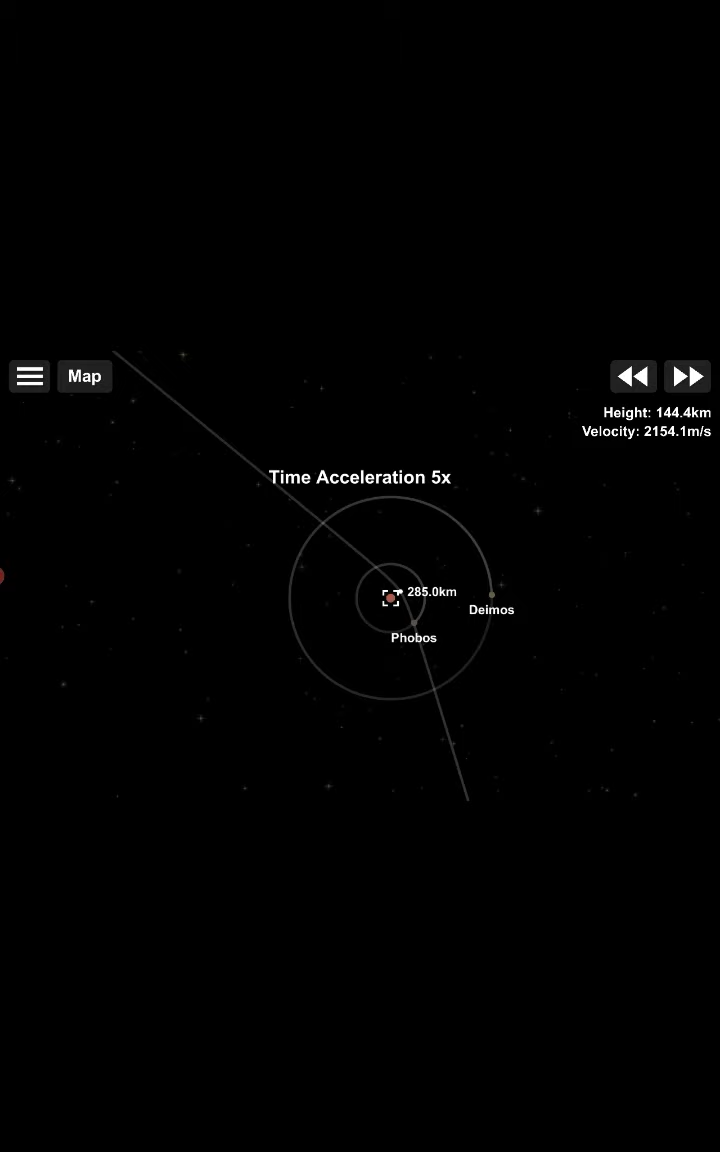 Map
Height: 144.4km
Velocity: 2154.1m/s
Time Acceleration 5x
285.0km
Deimos
Phobos